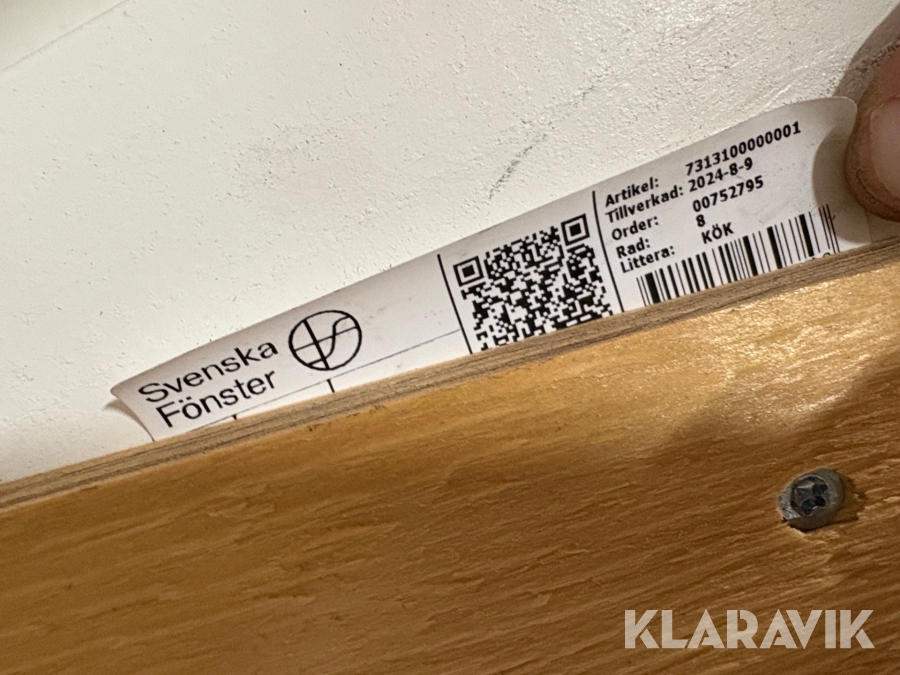 Svenska
Fönster
Artikel: 7313100000001
Tillverkad: 2024-8-9
Order: 00752795
Rad: 8
Littera: KÖK
KLARAVIK